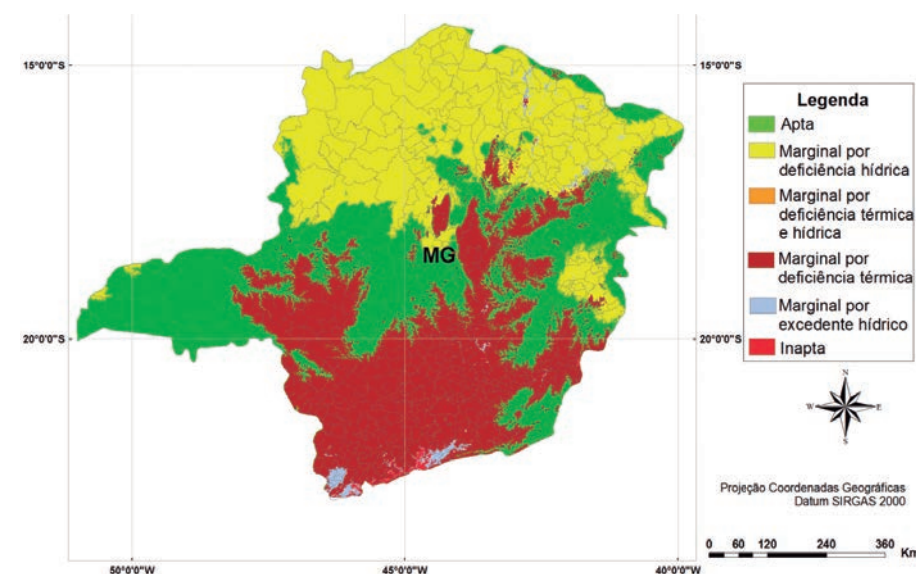 15°0'0"S
15°0'0"S
Legenda
Apta
Marginal por
deficiência hídrica
Marginal por
deficiência térmica
e hídrica
Marginal por
deficiência térmica
Marginal por
excedente hídrico
Inapta
MG
20°0'0"S
20°0'0"S
N
W
E
S
Projeção Coordenadas Geográficas
Datum SIRGAS 2000
0 60 120 240 360
Km
50°0'0"W
45°0'0"W
40°0'0"W